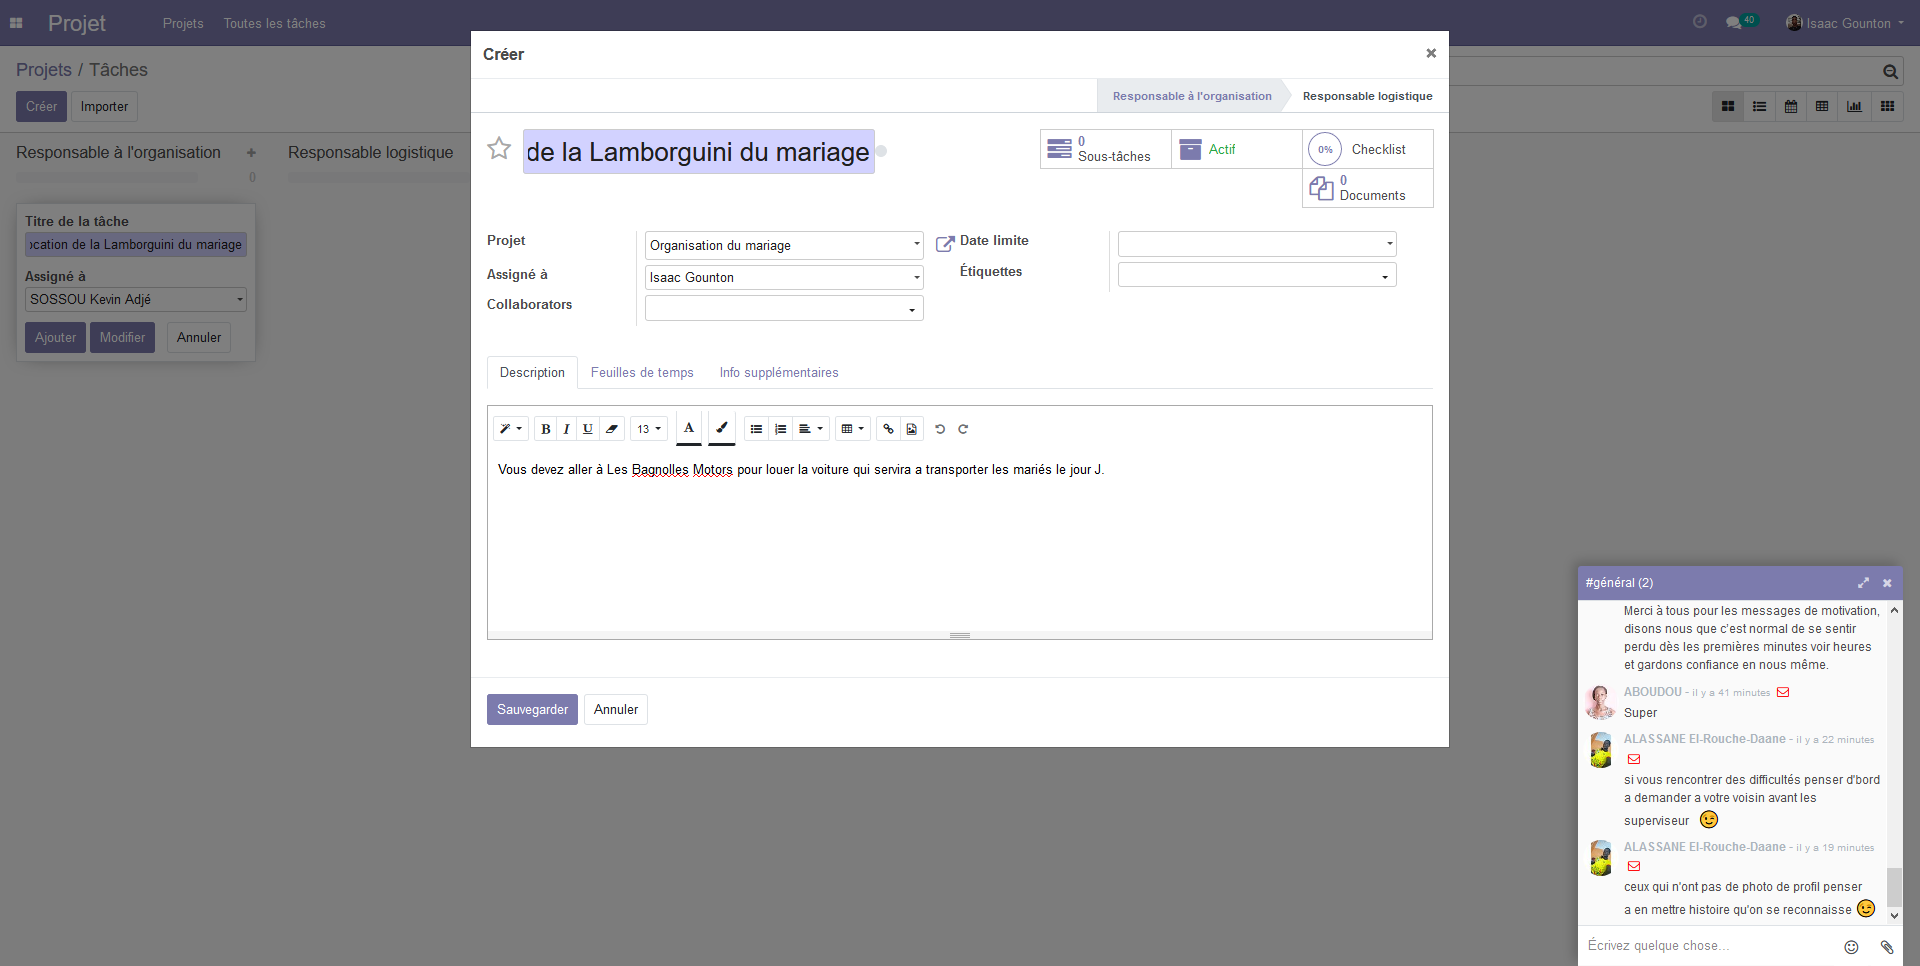 Projet
Projets
Toutes les tâches
40
Isaac Gounton
Projets / Tâches
Créer
Importer
Responsable à l'organisation
0
Responsable logistique
Titre de la tâche
ocation de la Lamborguini du mariage
Assigné à
SOSSOU Kevin Adjé
Ajouter
Modifier
Annuler
Créer
Responsable à l'organisation
Responsable logistique
de la Lamborguini du mariage
0
Sous-tâches
Actif
0%
Checklist
0
Documents
Projet
Organisation du mariage
Assigné à
Isaac Gounton
Collaborators
Date limite
Étiquettes
Description
Feuilles de temps
Info supplémentaires
B I U 13 A
Vous devez aller à Les Bagnolles Motors pour louer la voiture qui servira a transporter les mariés le jour J.
Sauvegarder
Annuler
#général (2)
Merci à tous pour les messages de motivation,
disons nous que c'est normal de se sentir
perdu dès les premières minutes voir heures
et gardons confiance en nous même.
ABOUDOU - il y a 41 minutes
Super
ALASSANE El-Rouche-Daane - il y a 22 minutes
si vous rencontrer des difficultés penser d'bord
a demander a votre voisin avant les
superviseur
ALASSANE El-Rouche-Daane - il y a 19 minutes
ceux qui n'ont pas de photo de profil penser
a en mettre histoire qu'on se reconnaisse
Écrivez quelque chose...